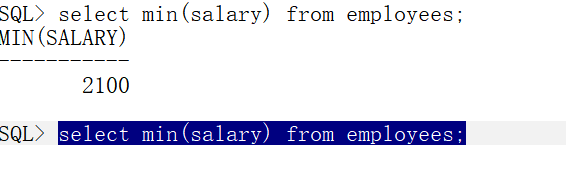 SQL> select min(salary) from employees;
MIN(SALARY)
-----------
2100
SQL> select min(salary) from employees;